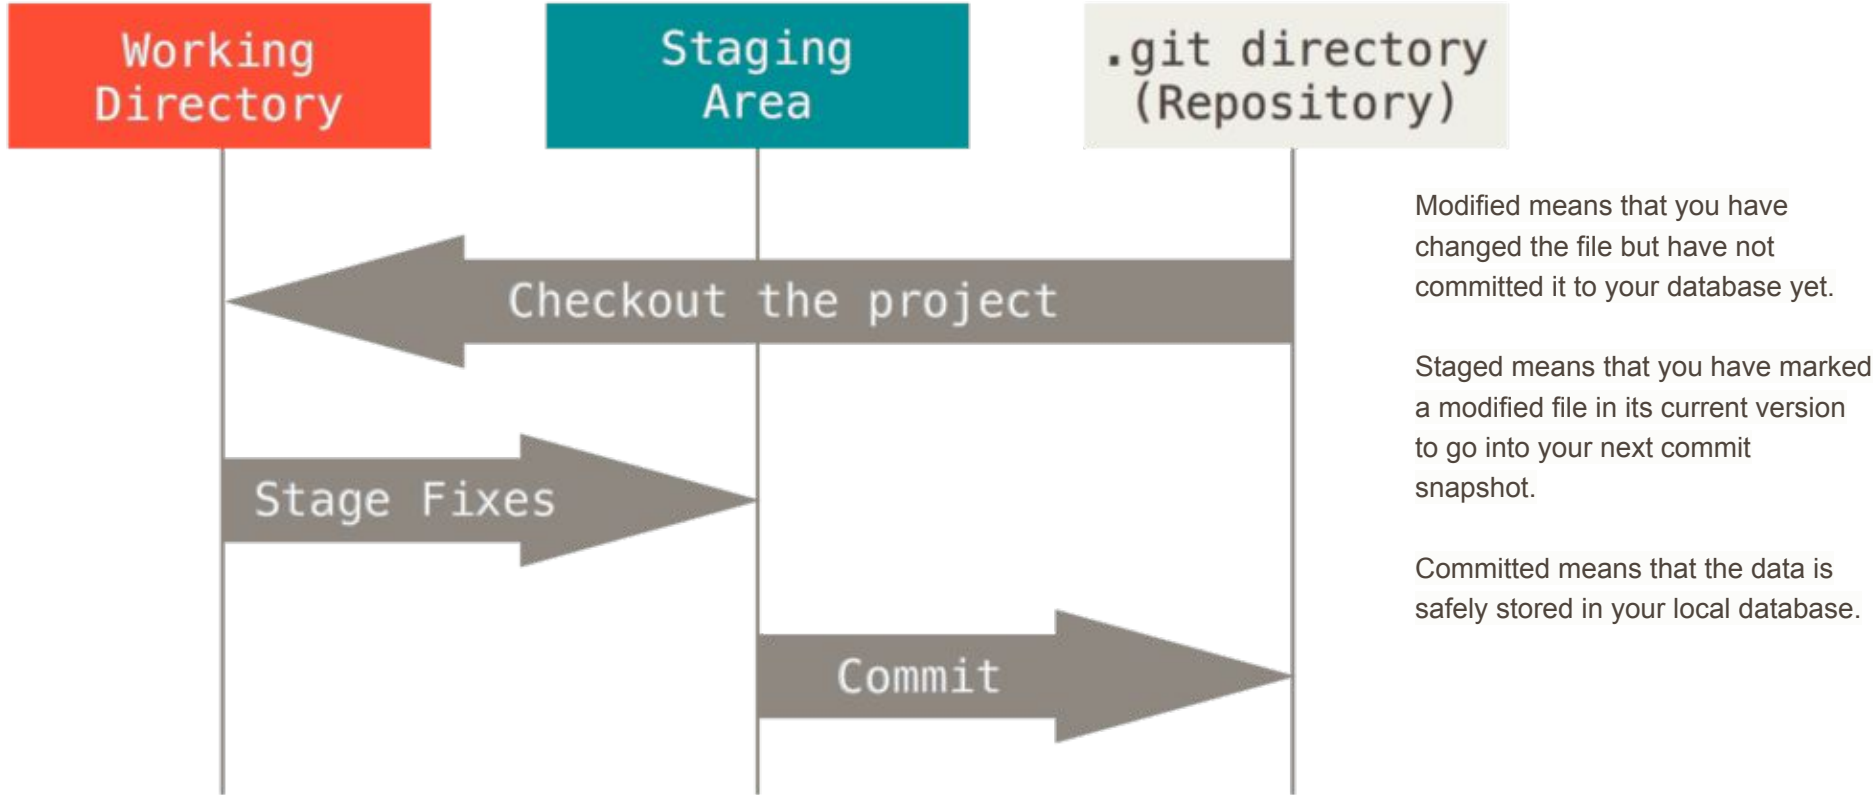 Working
Directory
Staging
Area
.git directory
(Repository)
Checkout the project
Stage Fixes
Commit
Modified means that you have
changed the file but have not
committed it to your database yet.
Staged means that you have marked
a modified file in its current version
to go into your next commit
snapshot.
Committed means that the data is
safely stored in your local database.